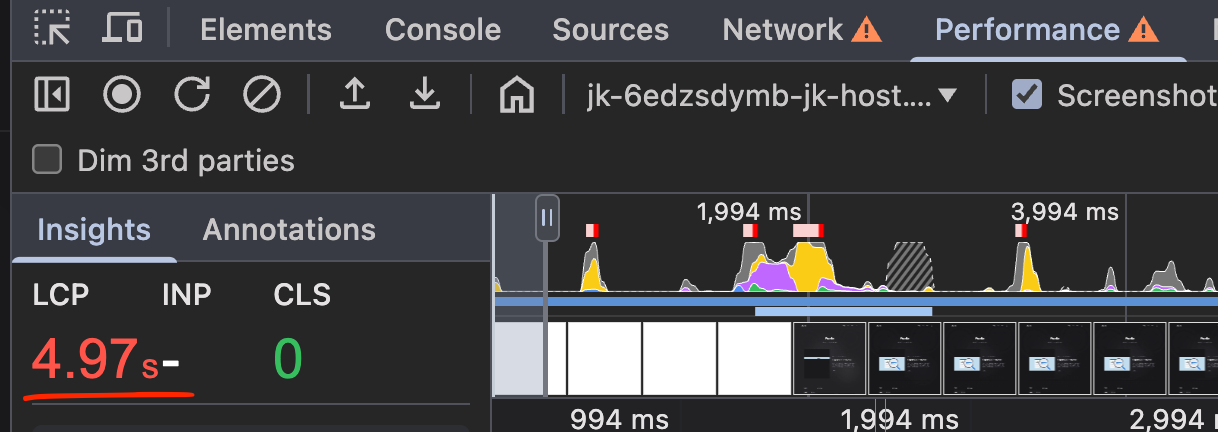 Elements Console Sources Network Performance
jk-6edzsdymb-jk-host.... Screenshot
Dim 3rd parties
Insights Annotations
1,994 ms 3,994 ms
LCP INP CLS
4.97s - 0
994 ms 1,994 ms 2,994